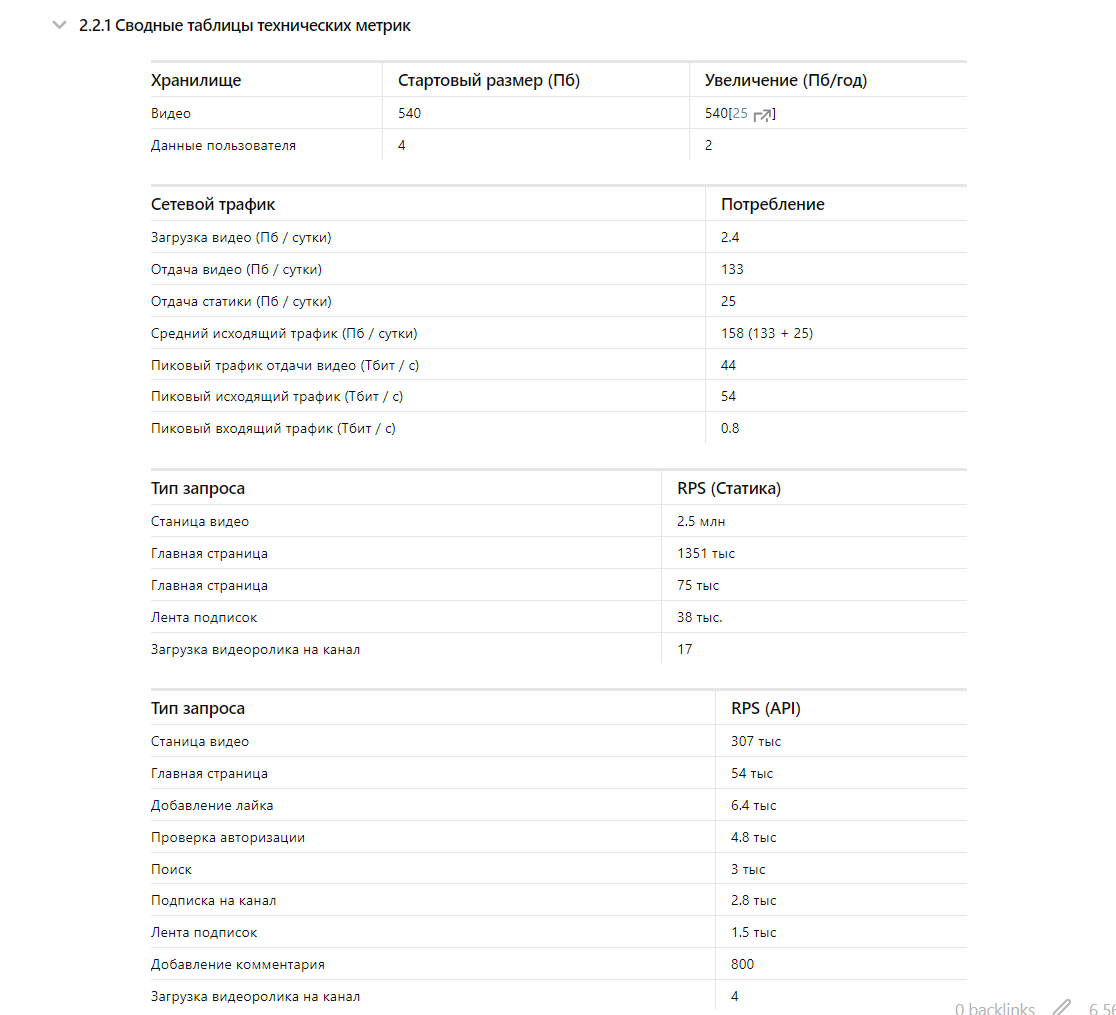 2.2.1 Сводные таблицы технических метрик
Хранилище Стартовый размер (Пб) Увеличение (Пб/год)
Видео 540 540[25]
Данные пользователя 4 2
Сетевой трафик Потребление
Загрузка видео (Пб / сутки) 2.4
Отдача видео (Пб / сутки) 133
Отдача статики (Пб / сутки) 25
Средний исходящий трафик (Пб / сутки) 158 (133 + 25)
Пиковый трафик отдачи видео (Тбит / с) 44
Пиковый исходящий трафик (Тбит / с) 54
Пиковый входящий трафик (Тбит / с) 0.8
Тип запроса RPS (Статика)
Станица видео 2.5 млн
Главная страница 1351 тыс
Главная страница 75 тыс
Лента подписок 38 тыс.
Загрузка видеоролика на канал 17
Тип запроса RPS (API)
Станица видео 307 тыс
Главная страница 54 тыс
Добавление лайка 6.4 тыс
Проверка авторизации 4.8 тыс
Поиск 3 тыс
Подписка на канал 2.8 тыс
Лента подписок 1.5 тыс
Добавление комментария 800
Загрузка видеоролика на канал 4
0 backlinks